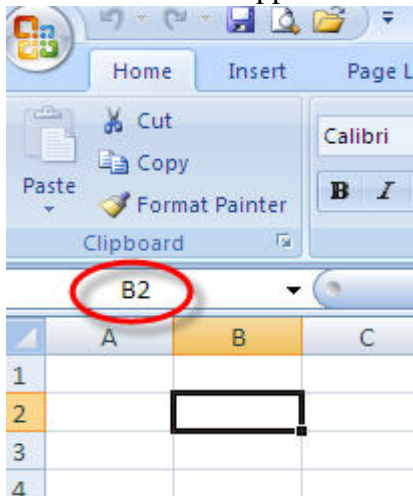 Home Insert Page L
Cut
Calibri
Copy
Paste
B I
Format Painter
Clipboard
B2
A B C
1
2
3
4